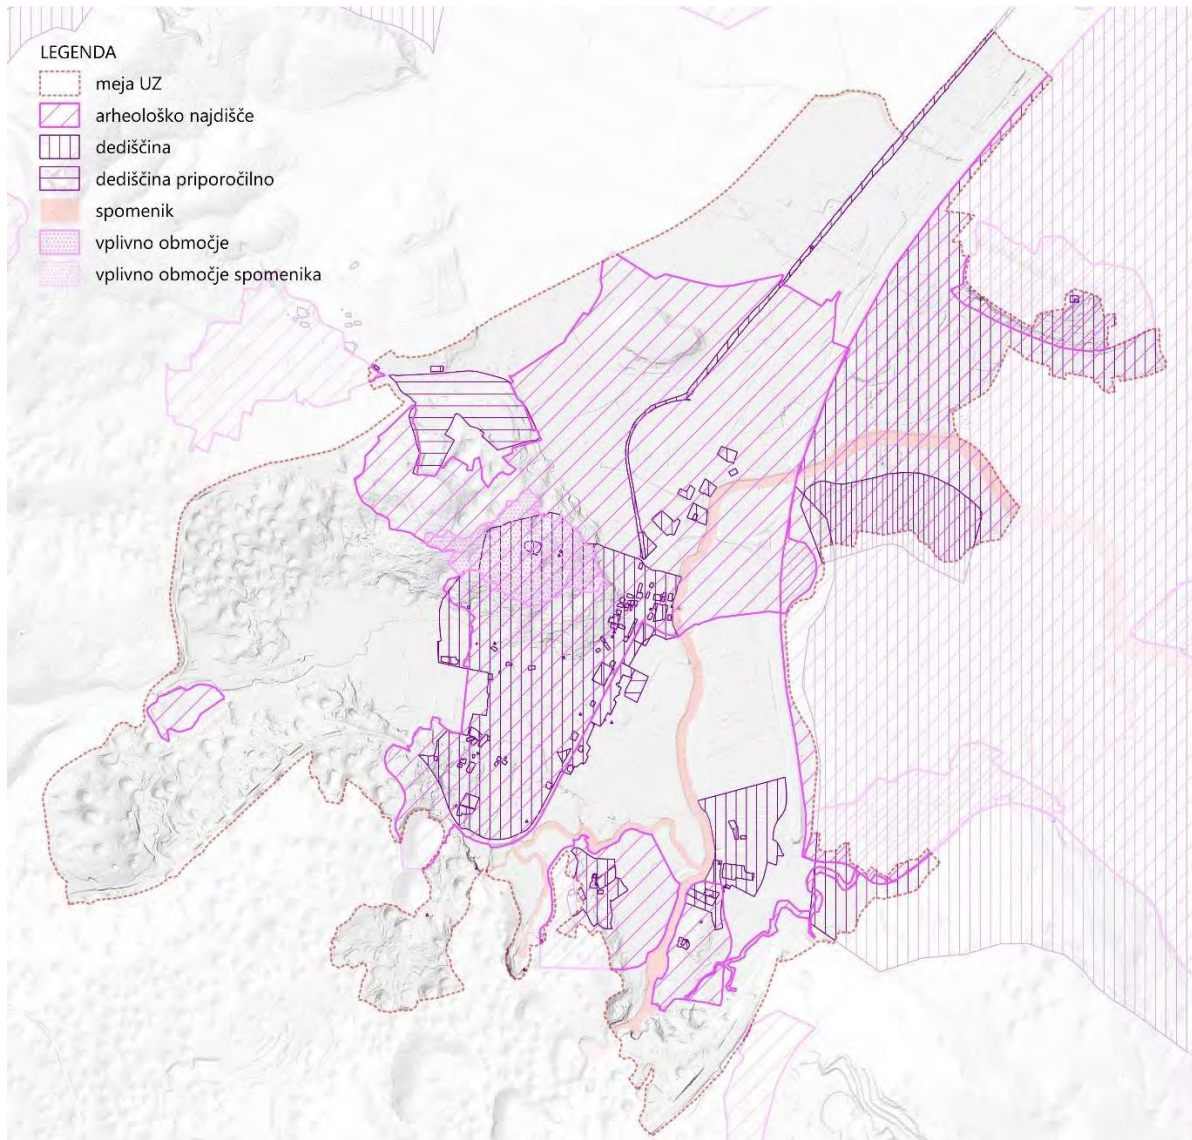 LEGENDA
meja UZ
arheološko najdišče
dediščina
dediščina priporočilno
spomenik
vplivno območje
vplivno območje spomenika